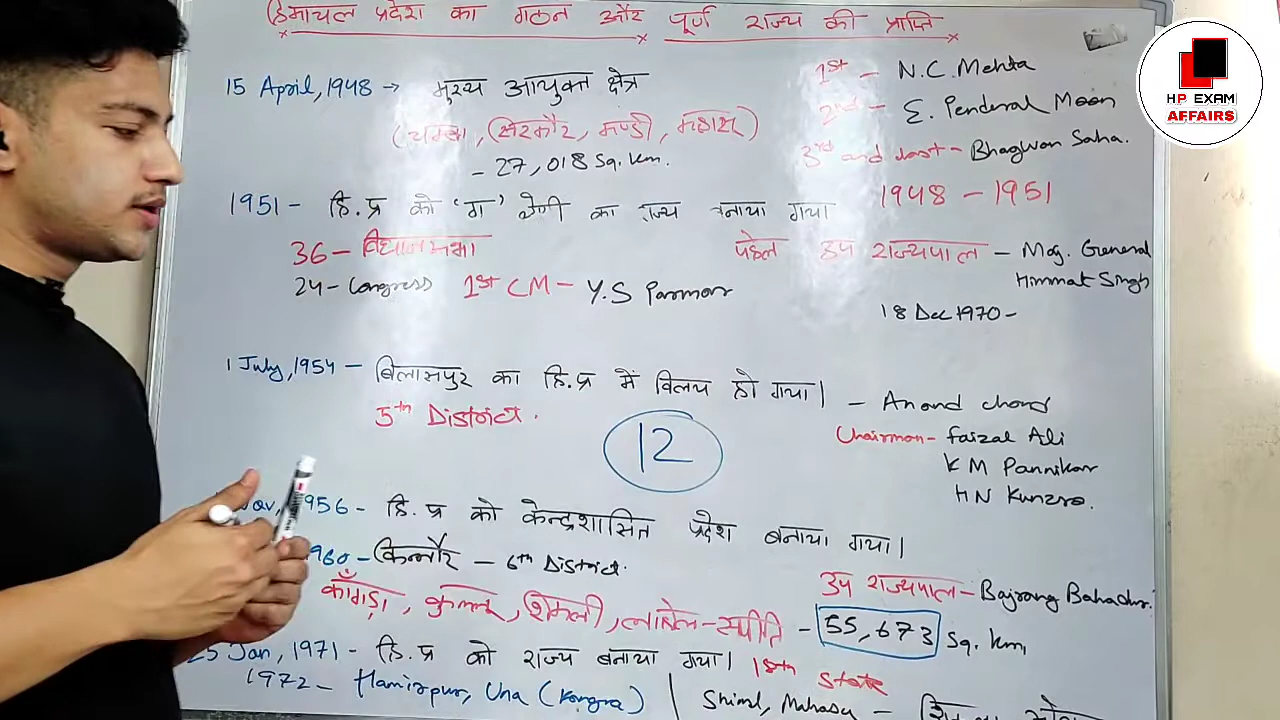 हिमाचल प्रदेश का गठन और पूर्ण राज्य की प्राप्ति
15 April, 1948 → मुख्य आयुक्त क्षेत्र
(चम्बा, सिरमौर, मण्डी, महासू)
- 27,018 Sq. Km.
1st - N.C. Mehta
2nd - E. Penderal Moon
3rd and last - Bhagwan Saha.
1948 - 1951
HP EXAM
AFFAIRS
1951 - हि.प्र को 'ग' श्रेणी का राज्य बनाया गया
36 - विधानसभा
24 - Congress 1st CM - Y.S Parmar
पहले उप राज्यपाल - Maj. General
Himmat Singh
18 Dec 1970 -
1 July, 1954 - बिलासपुर का हि.प्र में विलय हो गया।
5th District.
12
- Anand chand
Chairman - Faizal Ali
K M Pannikar
H N Kunzro.
1956 - हि.प्र को केन्द्रशासित प्रदेश बनाया गया।
1960 - किन्नौर - 6th District.
उप राज्यपाल - Bajrang Bahadur.
काँगड़ा, कुल्लू, शिमला, लाहौल-स्पीति - 55,673 Sq. Km,
25 Jan, 1971 - हि.प्र को राज्य बनाया गया। 18th State
1972 - Hamirpur, Una (Kangra) | Shiml, Mahasu -